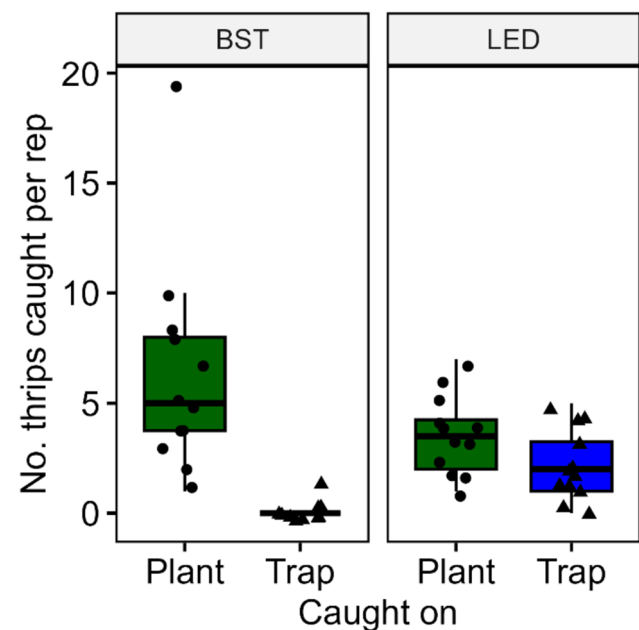 BST
LED
No. thrips caught per rep
20
15
10
5
0
Plant
Trap
Plant
Trap
Caught on